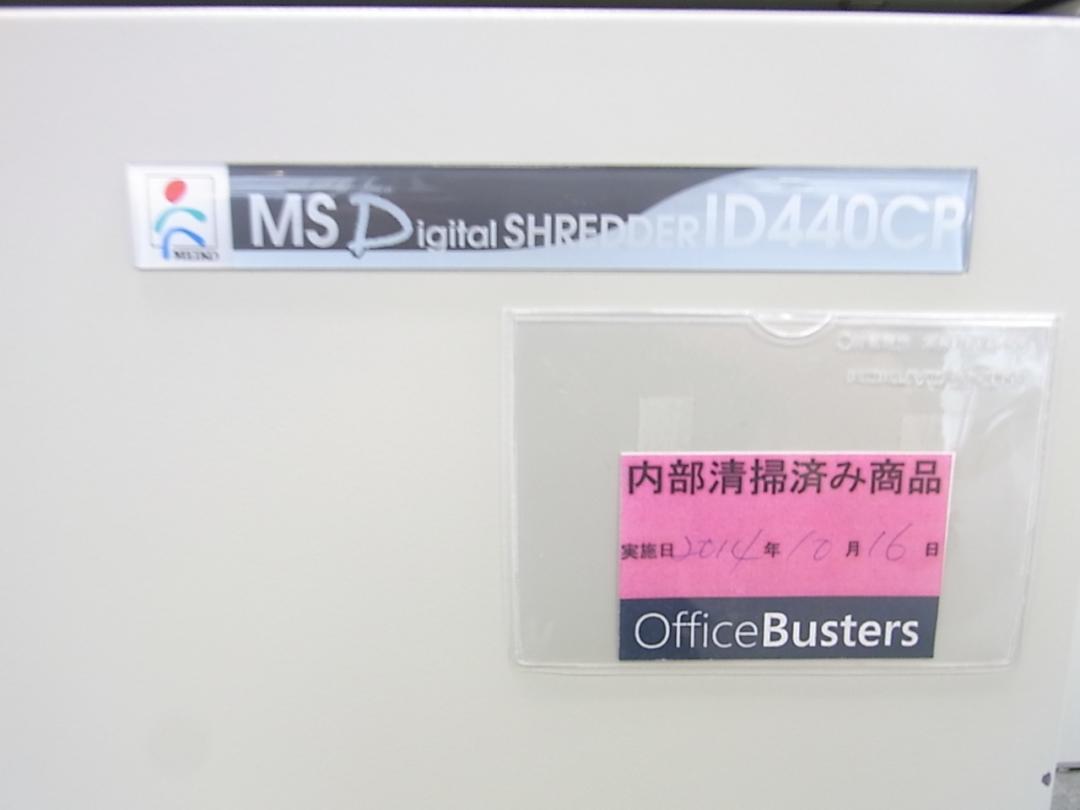 MEIKO
MS Digital SHREDDER ID440CP
内部清掃済み商品
実施日 2014 年 10 月 16 日
OfficeBusters